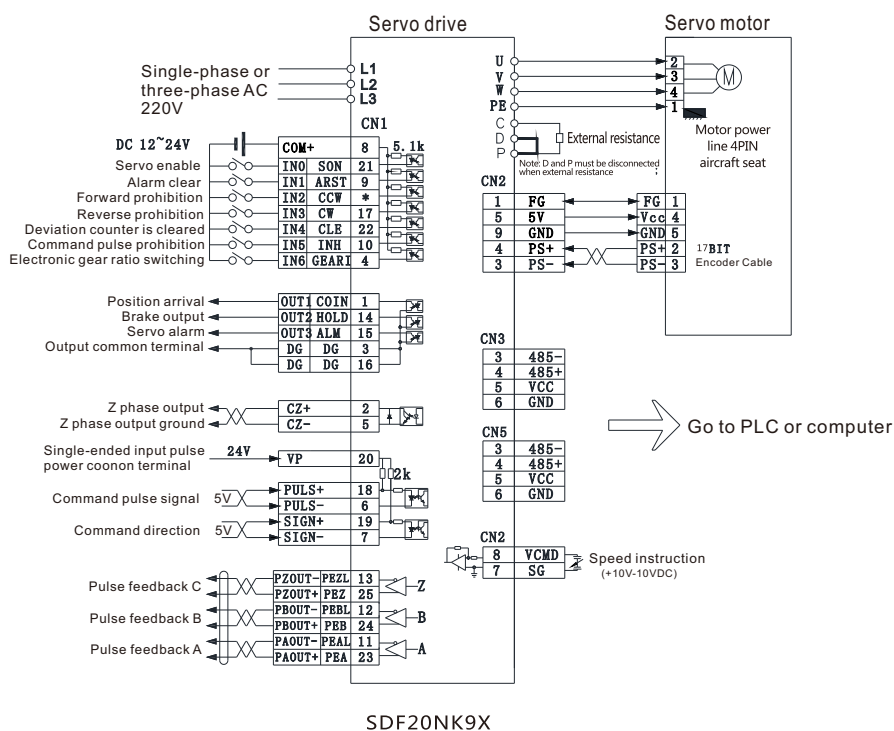 Servo drive
Servo motor
Single-phase or
three-phase AC
220V
L1
L2
L3
U
V
W
PE
C
D
P
External resistance
Note: D and P must be disconnected
when external resistance
2
3
4
1
M
Motor power
line 4PIN
aircraft seat
CN1
DC 12~24V
COM+ 8 5.1k
Servo enable IN0 SON 21
Alarm clear IN1 ARST 9
Forward prohibition IN2 CCW *
Reverse prohibition IN3 CW 17
Deviation counter is cleared IN4 CLE 22
Command pulse prohibition IN5 INH 10
Electronic gear ratio switching IN6 GEARI 4
CN2
1 FG FG 1
5 5V Vcc 4
9 GND GND 5
4 PS+ PS+ 2
3 PS- PS- 3
17BIT
Encoder Cable
Position arrival OUT1 COIN 1
Brake output OUT2 HOLD 14
Servo alarm OUT3 ALM 15
Output common terminal DG DG 3
DG DG 16
CN3
3 485-
4 485+
5 VCC
6 GND
Z phase output CZ+ 2
Z phase output ground CZ- 5
Go to PLC or computer
CN5
3 485-
4 485+
5 VCC
6 GND
Single-ended input pulse
power coonon terminal
24V VP 20
2k
Command pulse signal 5V PULS+ 18
PULS- 6
Command direction 5V SIGN+ 19
SIGN- 7
CN2
8 VCMD
7 SG
Speed instruction
(+10V-10VDC)
Pulse feedback C PZOUT- PEZL 13
PZOUT+ PEZ 25
Z
Pulse feedback B PBOUT- PEBL 12
PBOUT+ PEB 24
B
Pulse feedback A PAOUT- PEAL 11
PAOUT+ PEA 23
A
SDF20NK9X